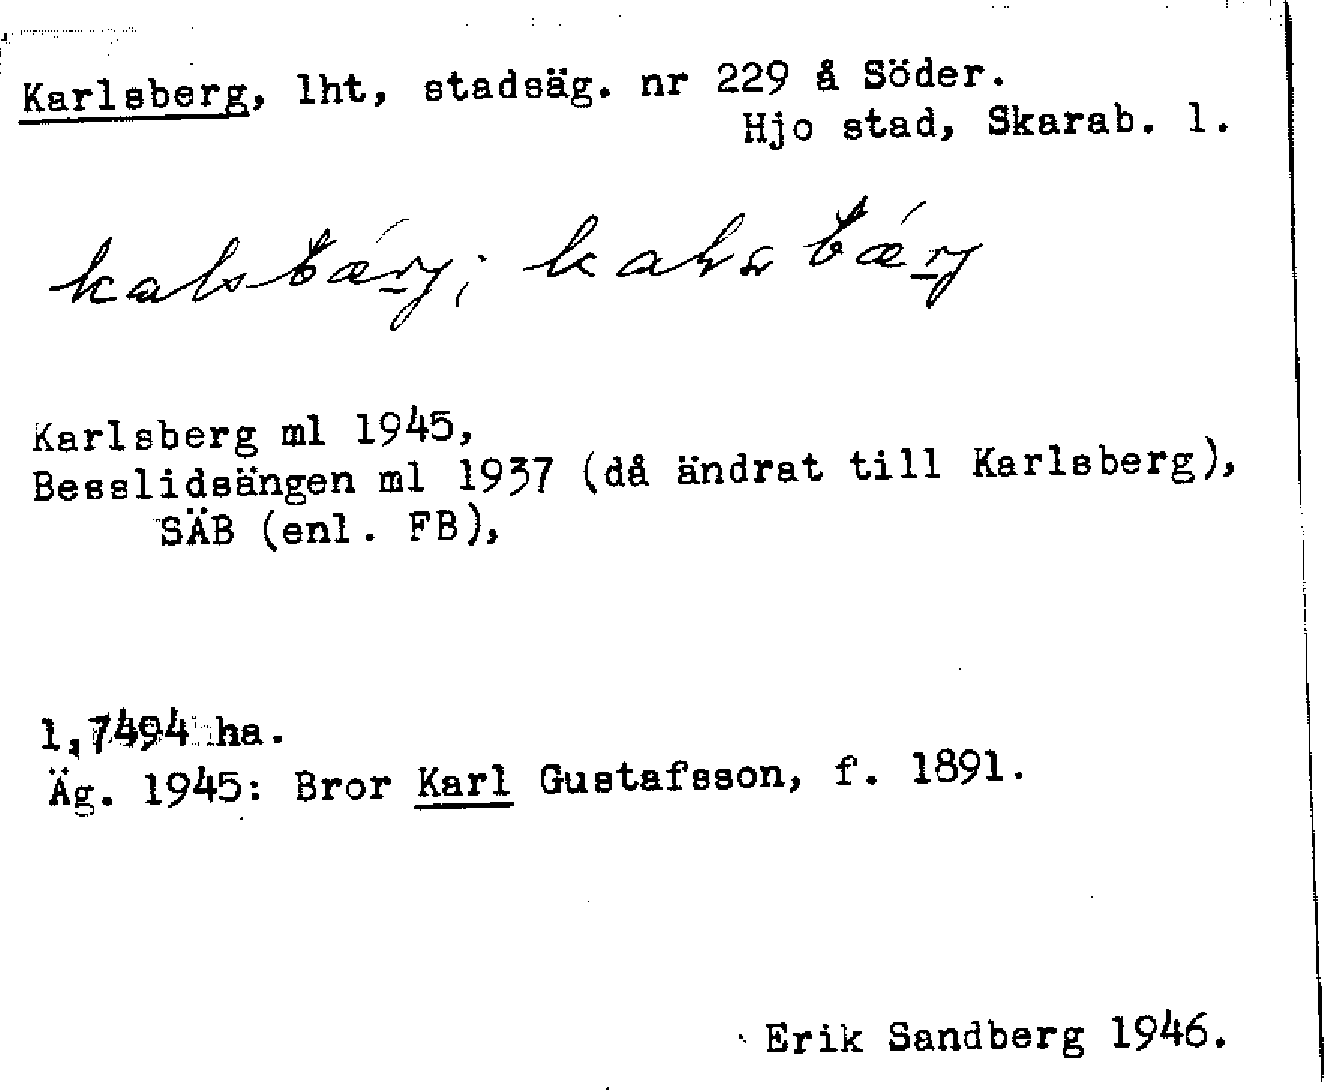 Karlsberg, lht, stadsäg. nr 229 å Söder.
Hjo stad, Skarab. l.
kalsbærj;
Karlsberg ml 1945,
Besslidsängen ml 1937 (då ändrat till Karlsberg),
SÄB (enl. FB),
1,7494 ha.
Äg. 1945: Bror Karl Gustafsson, f. 1891.
Erik Sandberg 1946.